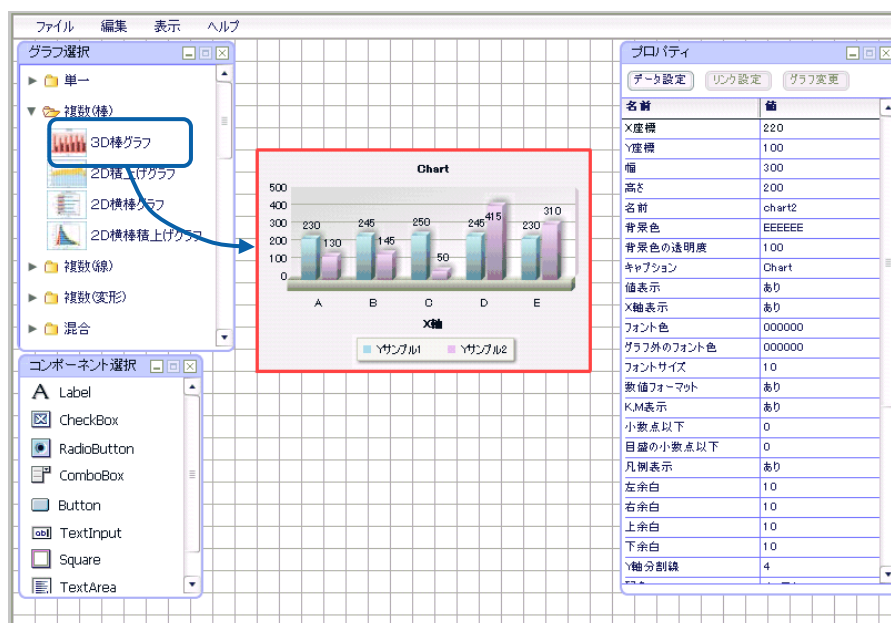 ファイル 編集 表示 ヘルプ
グラフ選択
単一
複数(棒)
3D棒グラフ
2D積上げグラフ
2D横棒グラフ
2D横棒積上げグラフ
複数(線)
複数(変形)
混合
コンポーネント選択
Label
CheckBox
RadioButton
ComboBox
Button
TextInput
Square
TextArea
Chart
500
400
300
200
100
0
230 130 245 145 250 50 245 415 230 310
A B C D E
X軸
Yサンプル1 Yサンプル2
プロパティ
データ設定 リンク設定 グラフ変更
名前 値
X座標 220
Y座標 100
幅 300
高さ 200
名前 chart2
背景色 EEEEEE
背景色の透明度 100
キャプション Chart
値表示 あり
X軸表示 あり
フォント色 000000
グラフ外のフォント色 000000
フォントサイズ 10
数値フォーマット あり
K,M表示 あり
小数点以下 0
目盛の小数点以下 0
凡例表示 あり
左余白 10
右余白 10
上余白 10
下余白 10
Y軸分割線 4